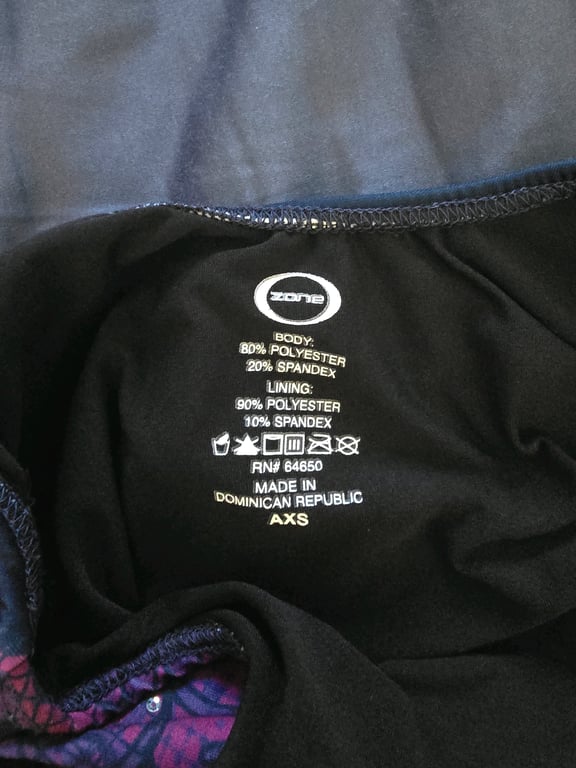 ZONE
BODY:
80% POLYESTER
20% SPANDEX
LINING:
90% POLYESTER
10% SPANDEX
RN# 64650
MADE IN
DOMINICAN REPUBLIC
AXS